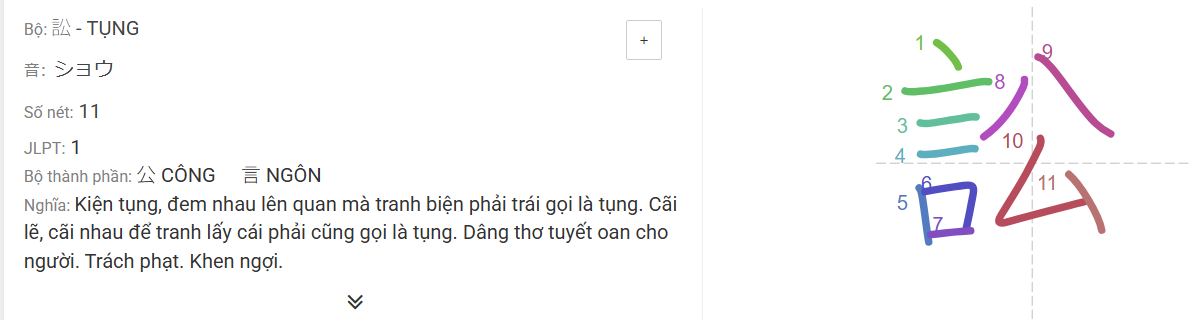 Bộ: 訟 - TỤNG
+
音: ショウ
Số nét: 11
JLPT: 1
Bộ thành phần: 公 CÔNG 言 NGÔN
Nghĩa: Kiện tụng, đem nhau lên quan mà tranh biện phải trái gọi là tụng. Cãi
lẽ, cãi nhau để tranh lấy cái phải cũng gọi là tụng. Dâng thơ tuyết oan cho
người. Trách phạt. Khen ngợi.
訟
1
2
3
4
5
6
7
8
9
10
11